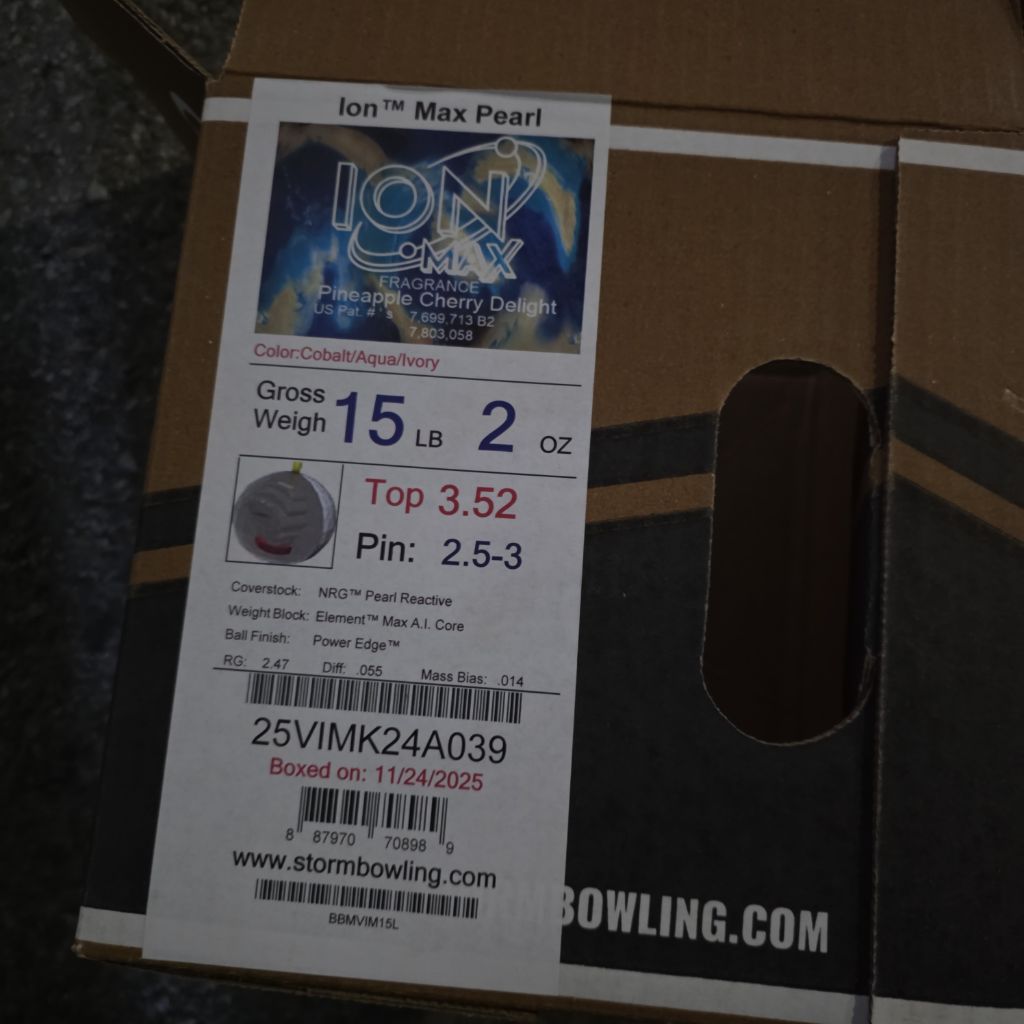 Ion™ Max Pearl
ION
MAX
FRAGRANCE
Pineapple Cherry Delight
US Pat. # ' s 7,699,713 B2
7,803,058
Color:Cobalt/Aqua/Ivory
Gross
Weigh 15 LB 2 OZ
Top 3.52
Pin: 2.5-3
Coverstock: NRG™ Pearl Reactive
Weight Block: Element™ Max A.I. Core
Ball Finish: Power Edge™
RG: 2.47 Diff: .055 Mass Bias: .014
25VIMK24A039
Boxed on: 11/24/2025
8 87970 70898 9
www.stormbowling.com
BBMVIM15L
BOWLING.COM